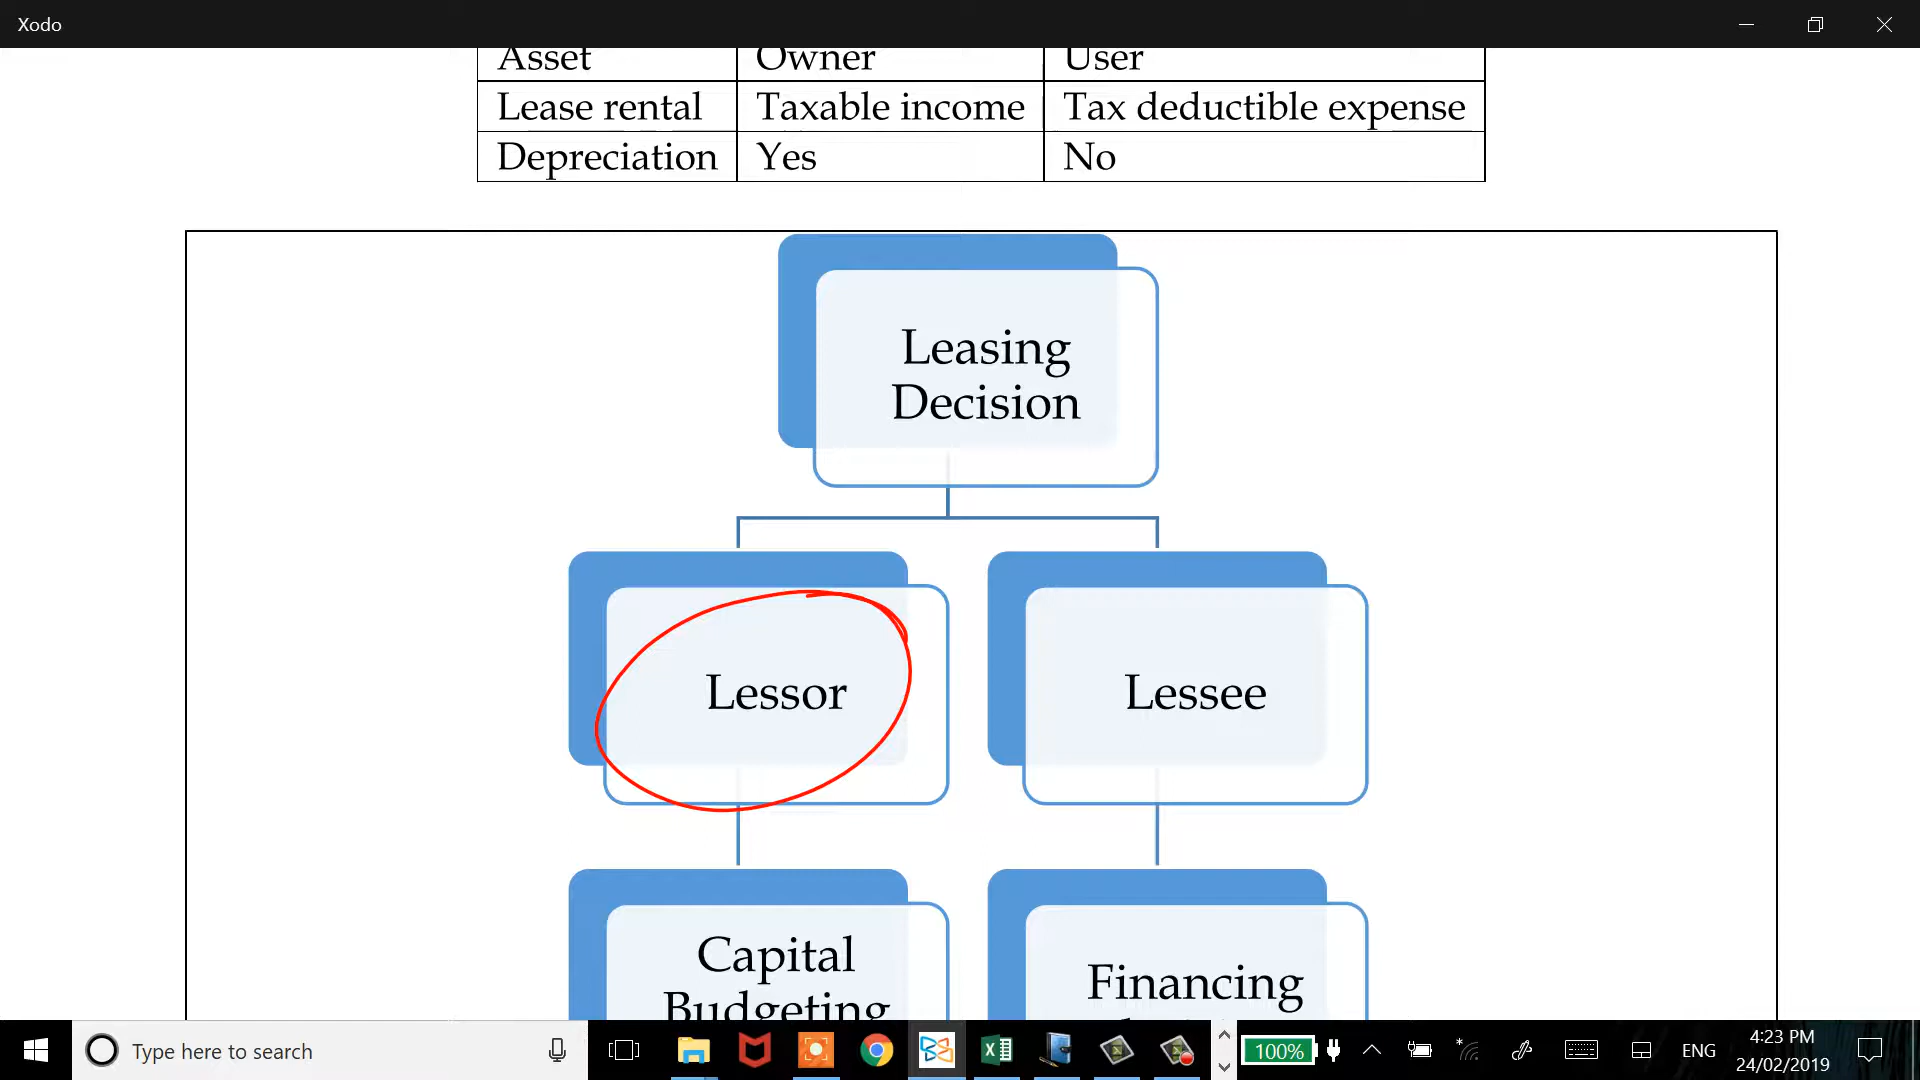 Xodo
Asset Owner User
Lease rental Taxable income Tax deductible expense
Depreciation Yes No
Leasing
Decision
Lessor Lessee
Capital
Budgeting
Financing
Type here to search
100%
ENG
4:23 PM
24/02/2019